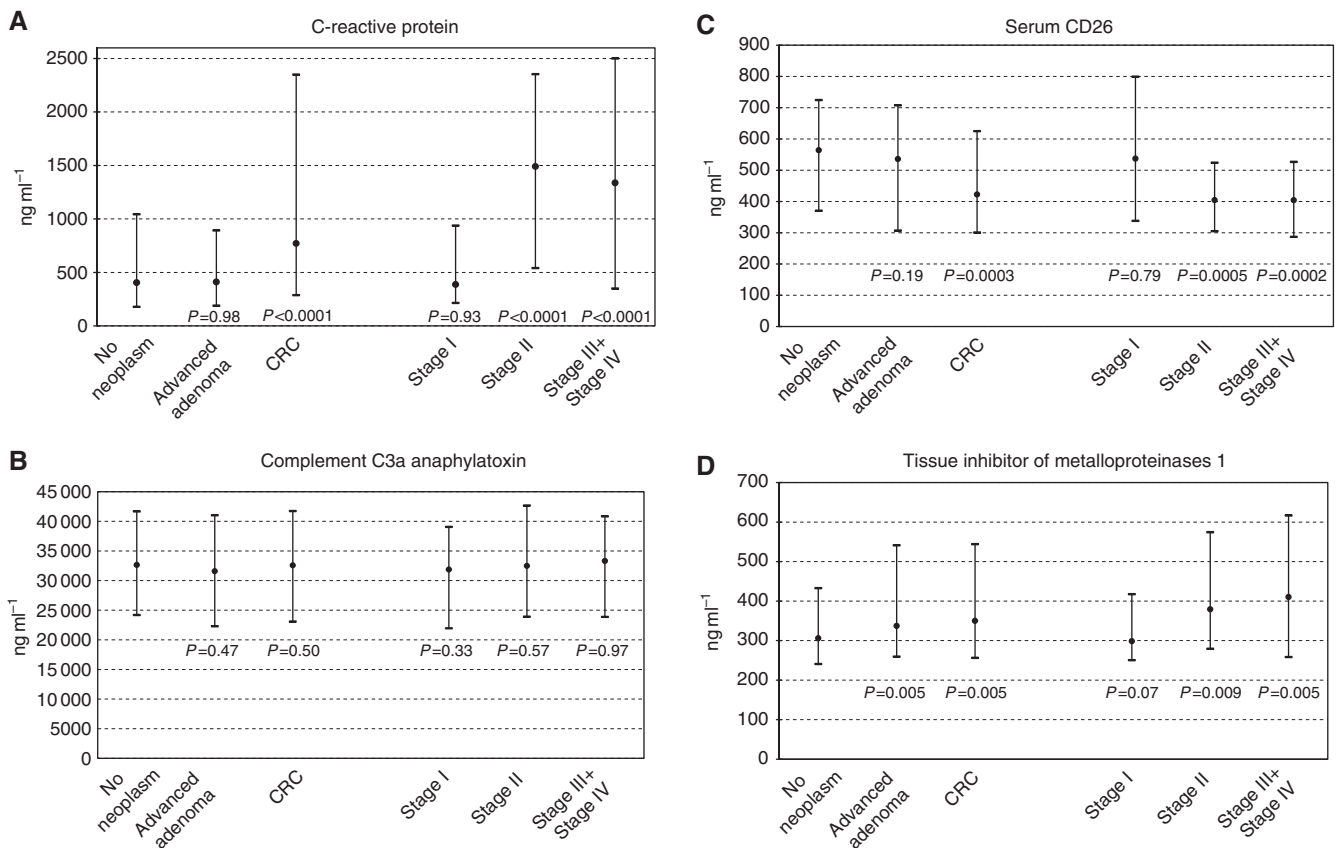 A
C-reactive protein
2500
2000
1500
1000
500
0
ng ml−1
P=0.98
P<0.0001
P=0.93
P<0.0001
P<0.0001
No
neoplasm
Advanced
adenoma
CRC
Stage I
Stage II
Stage III+
Stage IV
B
Complement C3a anaphylatoxin
45 000
40 000
35 000
30 000
25 000
20 000
15 000
10 000
5000
0
ng ml−1
P=0.47
P=0.50
P=0.33
P=0.57
P=0.97
No
neoplasm
Advanced
adenoma
CRC
Stage I
Stage II
Stage III+
Stage IV
C
Serum CD26
900
800
700
600
500
400
300
200
100
0
ng ml−1
P=0.19
P=0.0003
P=0.79
P=0.0005
P=0.0002
No
neoplasm
Advanced
adenoma
CRC
Stage I
Stage II
Stage III+
Stage IV
D
Tissue inhibitor of metalloproteinases 1
700
600
500
400
300
200
100
0
ng ml−1
P=0.005
P=0.005
P=0.07
P=0.009
P=0.005
No
neoplasm
Advanced
adenoma
CRC
Stage I
Stage II
Stage III+
Stage IV